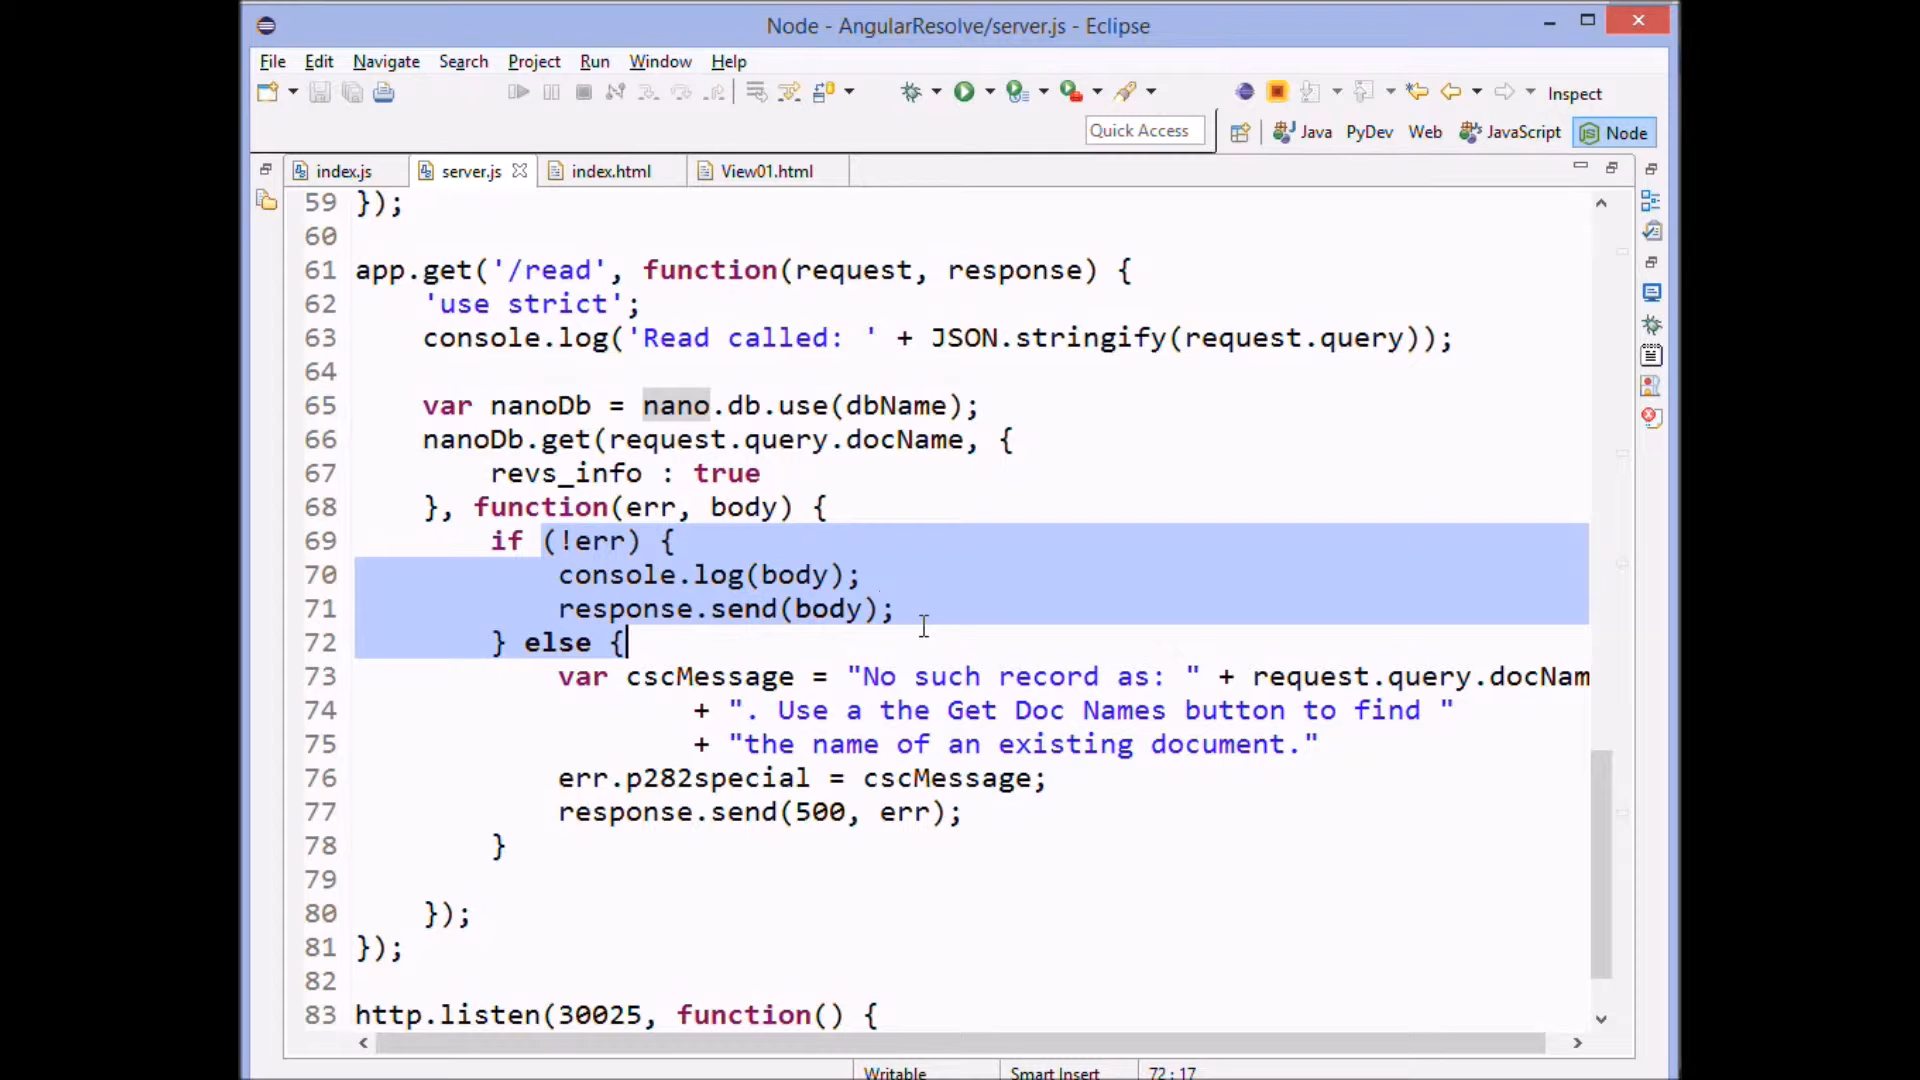 Node - AngularResolve/server.js - Eclipse
File Edit Navigate Search Project Run Window Help
Inspect
Quick Access Java PyDev Web JavaScript Node
index.js server.js index.html View01.html
59 });
60
61 app.get('/read', function(request, response) {
62 'use strict';
63 console.log('Read called: ' + JSON.stringify(request.query));
64
65 var nanoDb = nano.db.use(dbName);
66 nanoDb.get(request.query.docName, {
67 revs_info : true
68 }, function(err, body) {
69 if (!err) {
70 console.log(body);
71 response.send(body);
72 } else {
73 var cscMessage = "No such record as: " + request.query.docNam
74 + ". Use a the Get Doc Names button to find "
75 + "the name of an existing document."
76 err.p282special = cscMessage;
77 response.send(500, err);
78 }
79
80 });
81 });
82
83 http.listen(30025, function() {
Writable Smart Insert 72 : 17